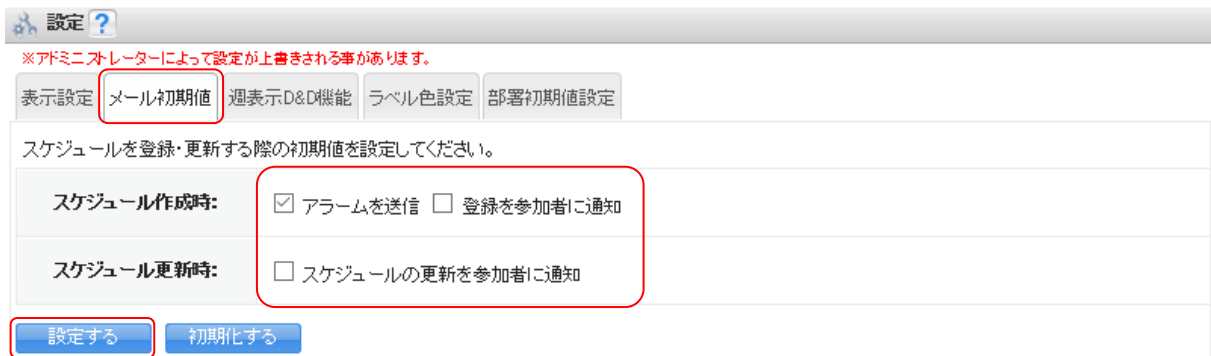 設定 ?
※アドミニストレーターによって設定が上書きされる事があります。
表示設定 メール初期値 週表示D&D機能 ラベル色設定 部署初期値設定
スケジュールを登録・更新する際の初期値を設定してください。
スケジュール作成時: アラームを送信 登録を参加者に通知
スケジュール更新時: スケジュールの更新を参加者に通知
設定する 初期化する